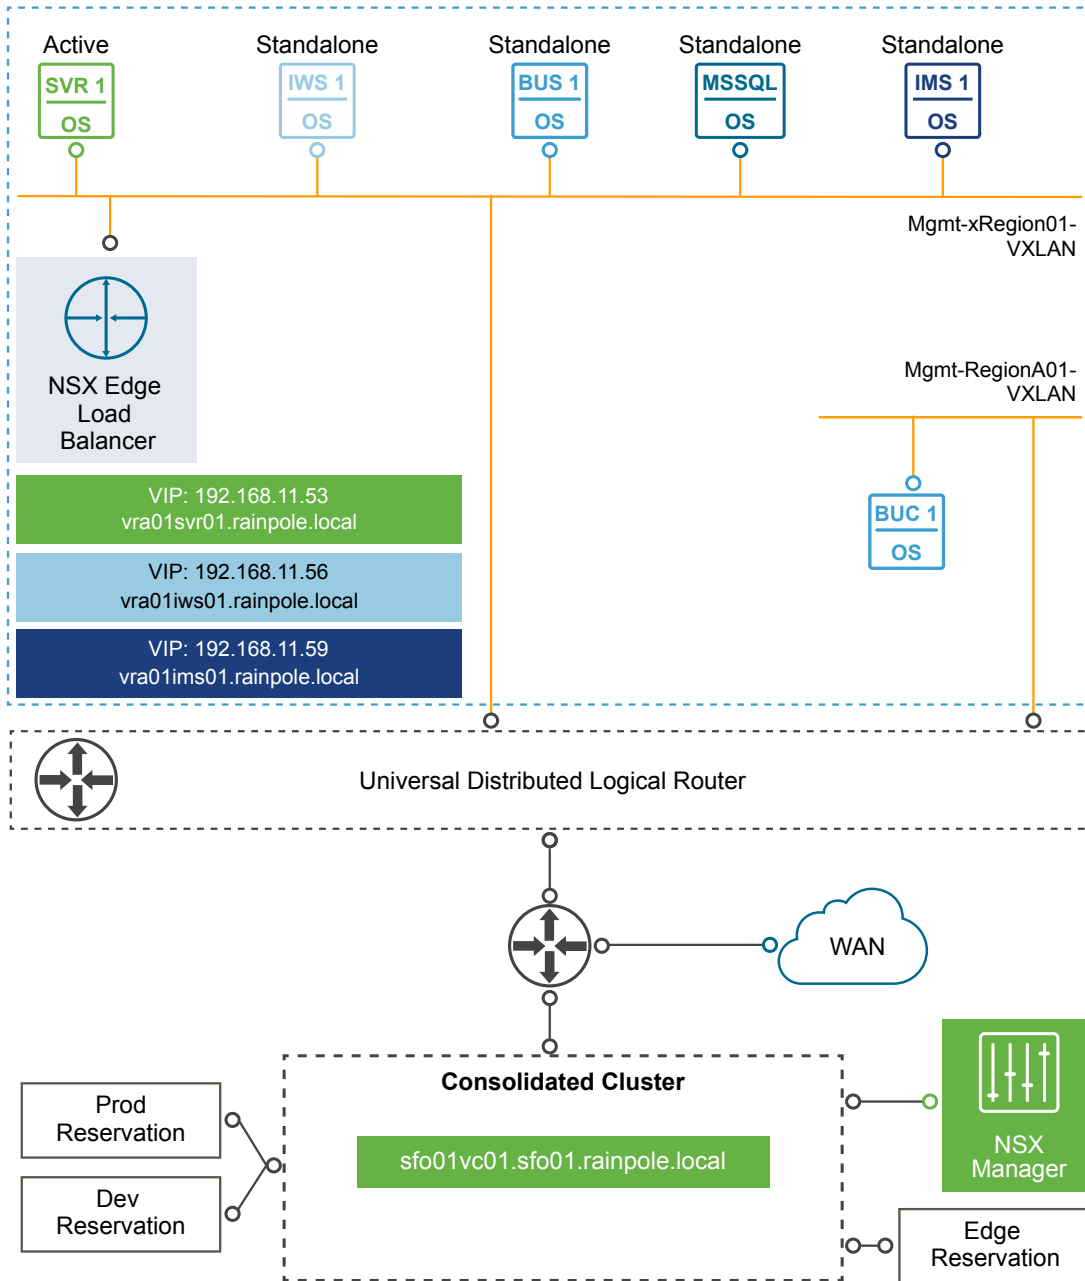 Active
Standalone
Standalone
Standalone
Standalone
SVR 1
OS
IWS 1
OS
BUS 1
OS
MSSQL
OS
IMS 1
OS
Mgmt-xRegion01-
VXLAN
NSX Edge
Load
Balancer
Mgmt-RegionA01-
VXLAN
VIP: 192.168.11.53
vra01svr01.rainpole.local
VIP: 192.168.11.56
vra01iws01.rainpole.local
VIP: 192.168.11.59
vra01ims01.rainpole.local
BUC 1
OS
Universal Distributed Logical Router
WAN
Consolidated Cluster
sfo01vc01.sfo01.rainpole.local
Prod
Reservation
Dev
Reservation
NSX
Manager
Edge
Reservation